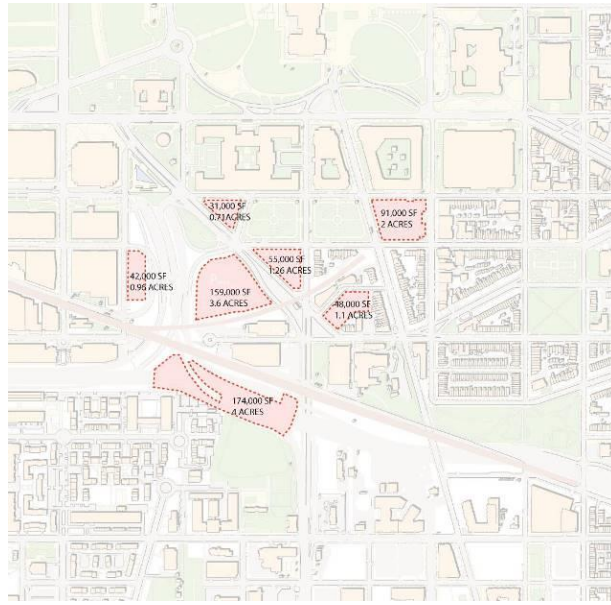 31,000 SF
0.71 ACRES
91,000 SF
2 ACRES
55,000 SF
1.26 ACRES
42,000 SF
0.96 ACRES
159,000 SF
3.6 ACRES
48,000 SF
1.1 ACRES
174,000 SF
4 ACRES